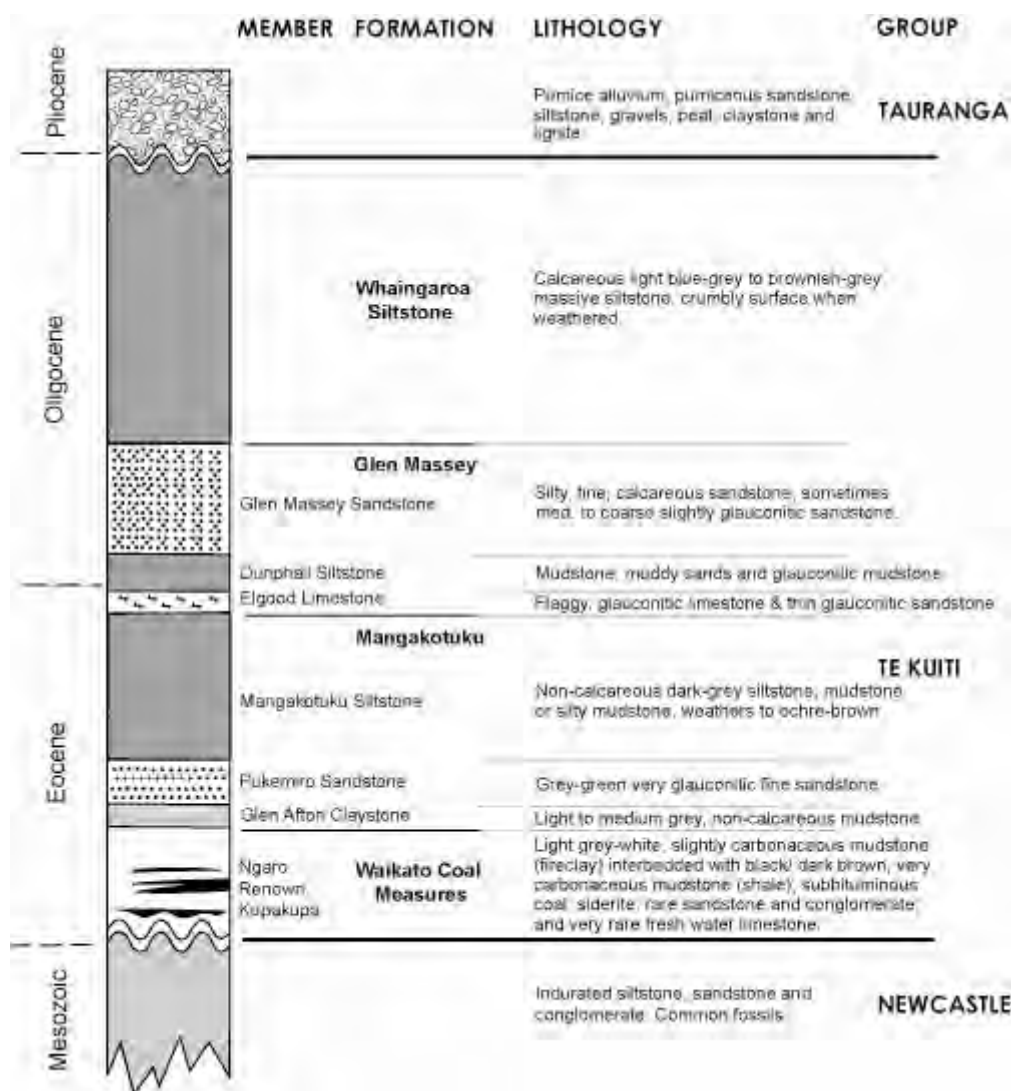 MEMBER FORMATION LITHOLOGY GROUP
Pliocene
Pumice alluvium, pumiceous sandstone,
siltstone, gravels, peat, claystone and
lignite
TAURANGA
Oligocene
Whaingaroa
Siltstone
Calcareous light blue-grey to brownish-grey
massive siltstone, crumbly surface when
weathered.
Glen Massey
Glen Massey Sandstone
Silty, fine, calcareous sandstone, sometimes
med. to coarse slightly glauconitic sandstone.
Dunphail Siltstone
Mudstone, muddy sands and glauconitic mudstone
Elgood Limestone
Flaggy, glauconitic limestone & thin glauconitic sandstone
Eocene
Mangakotuku
TE KUITI
Mangakotuku Siltstone
Non-calcareous dark-grey siltstone, mudstone
or silty mudstone, weathers to ochre-brown
Pukemiro Sandstone
Grey-green very glauconitic fine sandstone
Glen Afton Claystone
Light to medium grey, non-calcareous mudstone
Ngaro
Renown
Kupakupa
Waikato Coal
Measures
Light grey-white, slightly carbonaceous mudstone
(fireclay) interbedded with black/ dark brown, very
carbonaceous mudstone (shale), subbituminous
coal, siderite, rare sandstone and conglomerate
and very rare fresh water limestone.
Mesozoic
Indurated siltstone, sandstone and
conglomerate. Common fossils
NEWCASTLE